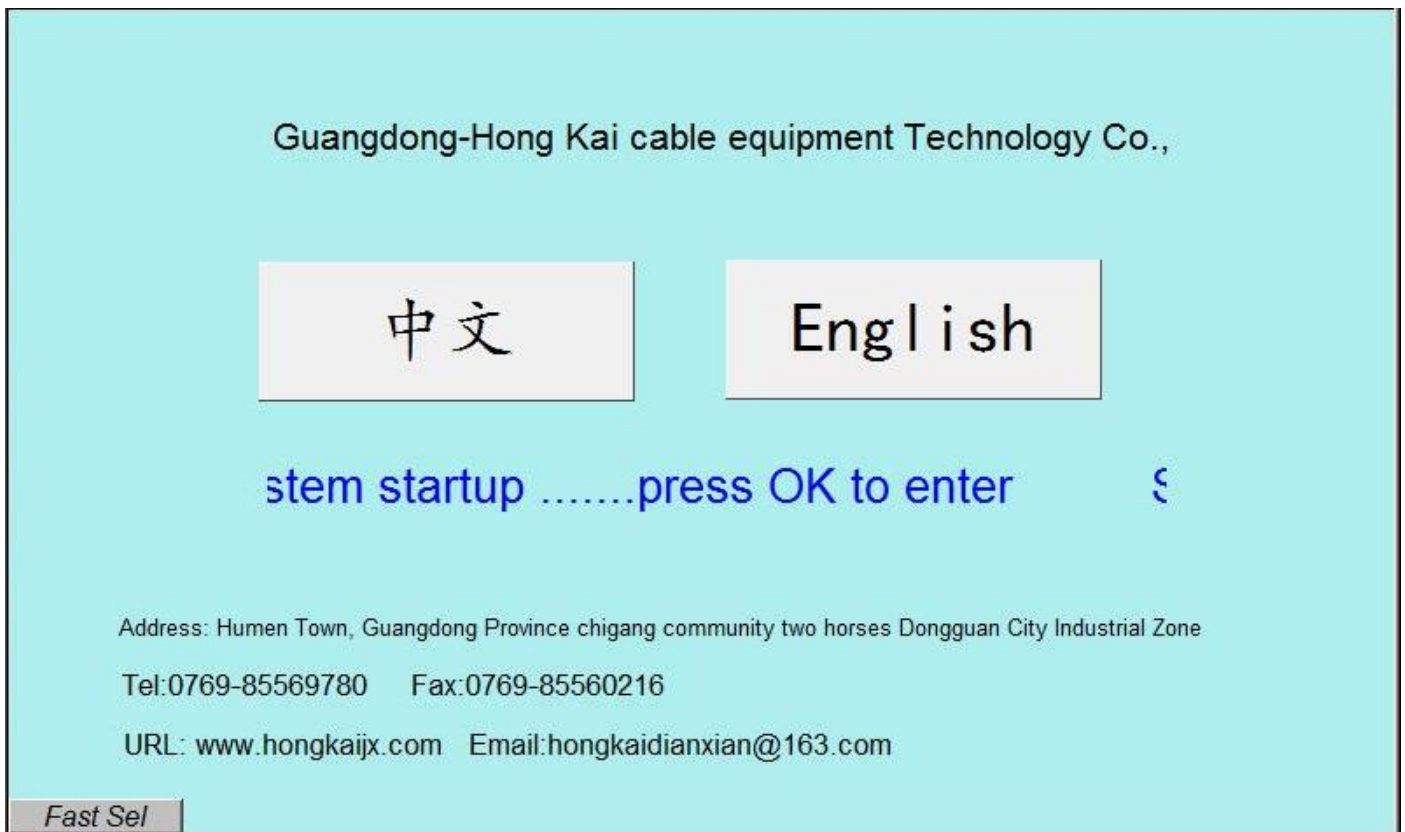 Guangdong-Hong Kai cable equipment Technology Co.,
中文 English
stem startup .......press OK to enter S
Address: Humen Town, Guangdong Province chigang community two horses Dongguan City Industrial Zone
Tel:0769-85569780 Fax:0769-85560216
URL: www.hongkaijx.com Email:hongkaidianxian@163.com
Fast Sel